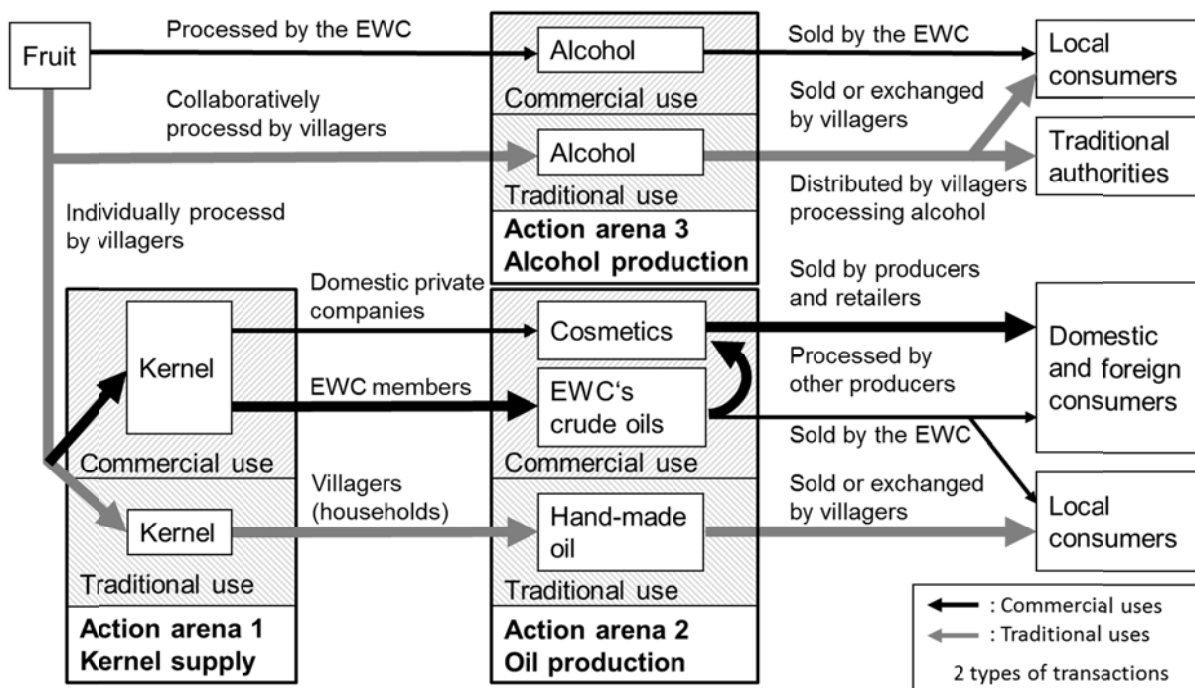 Fruit
Processed by the EWC
Alcohol
Commercial use
Sold by the EWC
Local
consumers
Collaboratively
processd by villagers
Alcohol
Traditional use
Sold or exchanged
by villagers
Traditional
authorities
Distributed by villagers
processing alcohol
Action arena 3
Alcohol production
Individually processd
by villagers
Kernel
Commercial use
Domestic private
companies
Cosmetics
Sold by producers
and retailers
Domestic
and foreign
consumers
EWC members
EWC‘s
crude oils
Commercial use
Processed by
other producers
Sold by the EWC
Kernel
Traditional use
Villagers
(households)
Hand-made
oil
Traditional use
Sold or exchanged
by villagers
Local
consumers
Action arena 1
Kernel supply
Action arena 2
Oil production
: Commercial uses
: Traditional uses
2 types of transactions